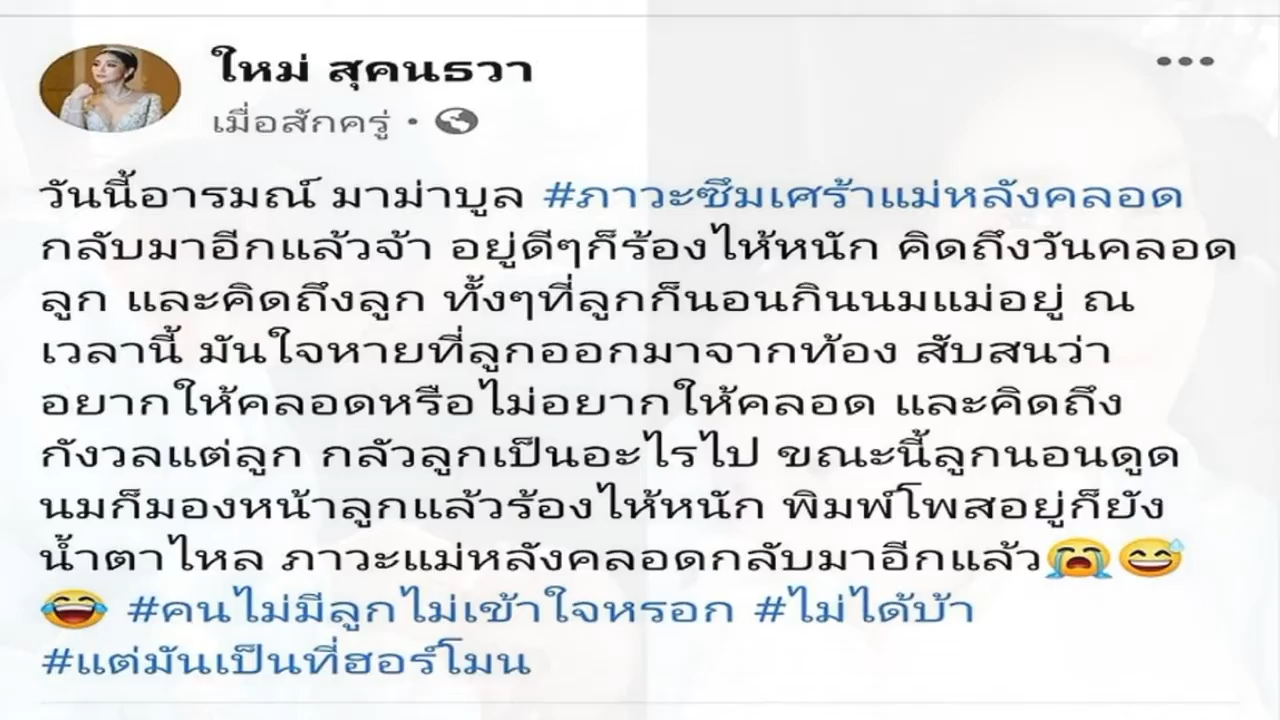 ใหม่ สุคนธวา
เมื่อสักครู่ ·
วันนี้อารมณ์ มาม่าบูล #ภาวะซึมเศร้าแม่หลังคลอด
กลับมาอีกแล้วจ้า อยู่ดีๆก็ร้องไห้หนัก คิดถึงวันคลอด
ลูก และคิดถึงลูก ทั้งๆที่ลูกก็นอนกินนมแม่อยู่ ณ
เวลานี้ มันใจหายที่ลูกออกมาจากท้อง สับสนว่า
อยากให้คลอดหรือไม่อยากให้คลอด และคิดถึง
กังวลแต่ลูก กลัวลูกเป็นอะไรไป ขณะนี้ลูกนอนดูด
นมก็มองหน้าลูกแล้วร้องไห้หนัก พิมพ์โพสอยู่ก็ยัง
น้ำตาไหล ภาวะแม่หลังคลอดกลับมาอีกแล้ว😭😅
😂 #คนไม่มีลูกไม่เข้าใจหรอก #ไม่ได้บ้า
#แต่มันเป็นที่ฮอร์โมน